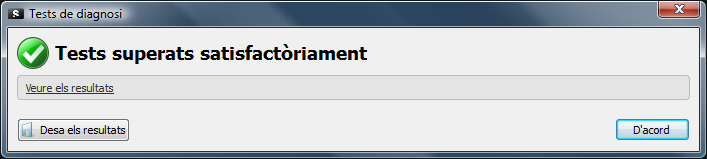 Tests de diagnosi
Tests superats satisfactòriament
Veure els resultats
Desa els resultats
D'acord